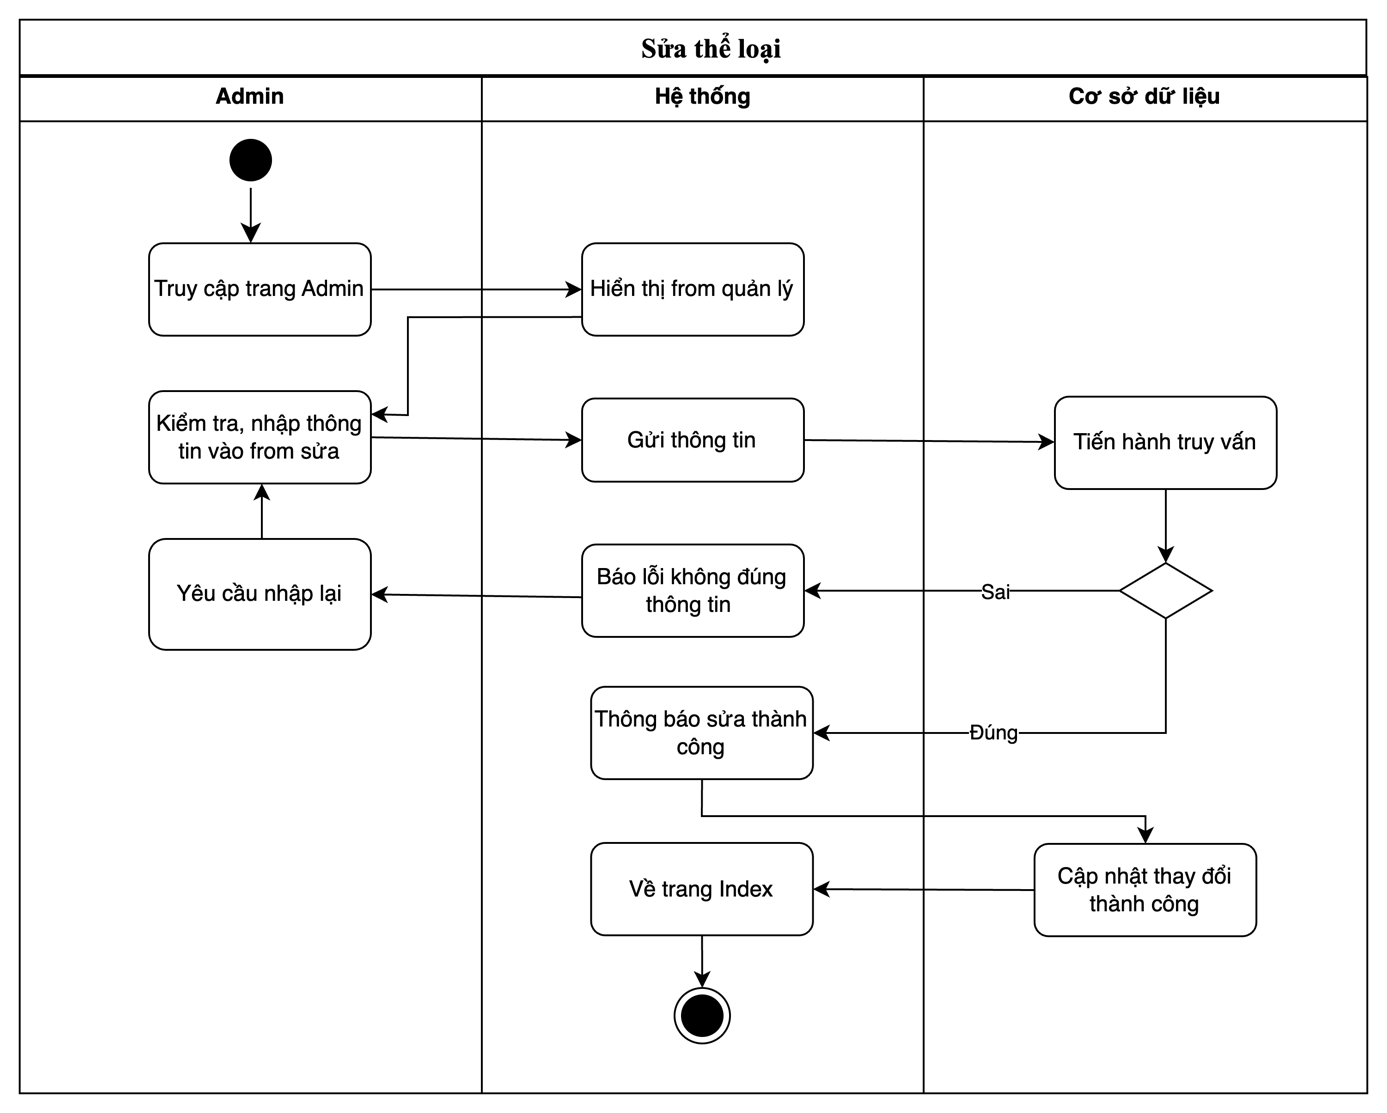 Sửa thể loại
Admin
Hệ thống
Cơ sở dữ liệu
Truy cập trang Admin
Hiển thị from quản lý
Kiểm tra, nhập thông
tin vào from sửa
Gửi thông tin
Tiến hành truy vấn
Yêu cầu nhập lại
Báo lỗi không đúng
thông tin
Sai
Thông báo sửa thành
công
Đúng
Về trang Index
Cập nhật thay đổi
thành công